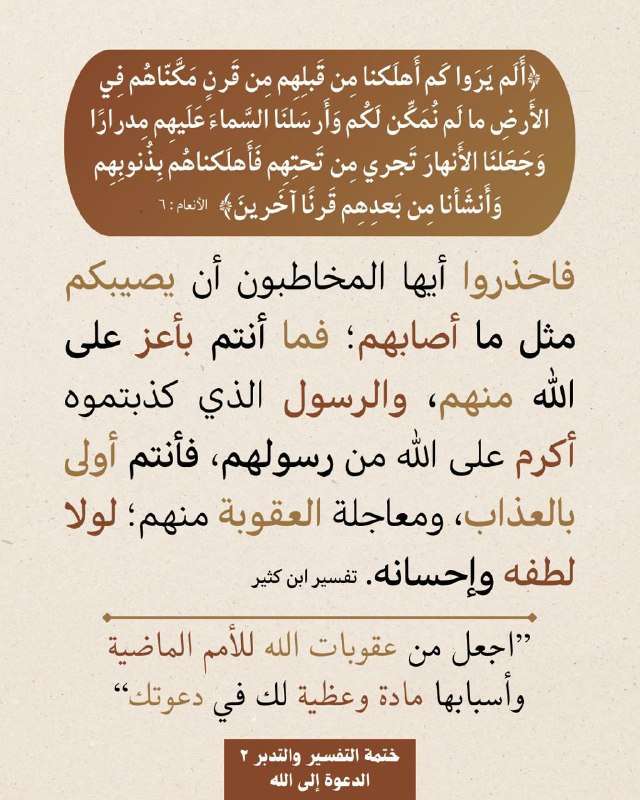 ﴿أَلَم يَرَوا كَم أَهلَكنا مِن قَبلِهِم مِن قَرنٍ مَكَّنّاهُم فِي
الأَرضِ ما لَم نُمَكِّن لَكُم وَأَرسَلنَا السَّماءَ عَلَيهِم مِدرارًا
وَجَعَلنَا الأَنهارَ تَجري مِن تَحتِهِم فَأَهلَكناهُم بِذُنوبِهِم
وَأَنشَأنا مِن بَعدِهِم قَرنًا آخَرينَ﴾ الأنعام : ٦
فاحذروا أيها المخاطبون أن يصيبكم
مثل ما أصابهم؛ فما أنتم بأعز على
الله منهم، والرسول الذي كذبتموه
أكرم على الله من رسولهم، فأنتم أولى
بالعذاب، ومعاجلة العقوبة منهم؛ لولا
لطفه وإحسانه. تفسير ابن كثير
”اجعل من عقوبات الله للأمم الماضية
وأسبابها مادة وعظية لك في دعوتك“
ختمة التفسير والتدبر ٢
الدعوة إلى الله